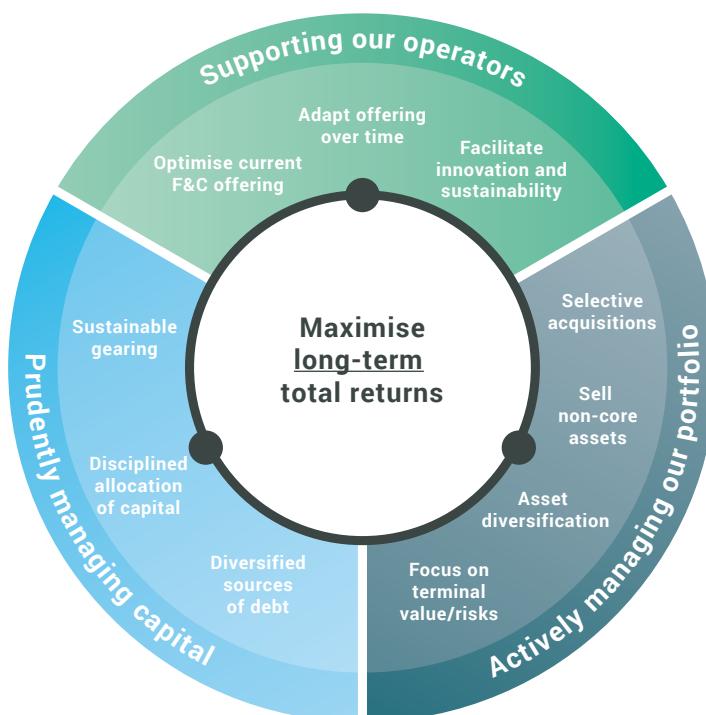 Supporting our operators
Adapt offering
over time
Optimise current
F&C offering
Facilitate
innovation and
sustainability
Maximise
long-term
total returns
Selective
acquisitions
Sell
non-core
assets
Asset
diversification
Focus on
terminal
value/risks
Actively managing our portfolio
Sustainable
gearing
Disciplined
allocation
of capital
Diversified
sources
of debt
Prudently managing capital